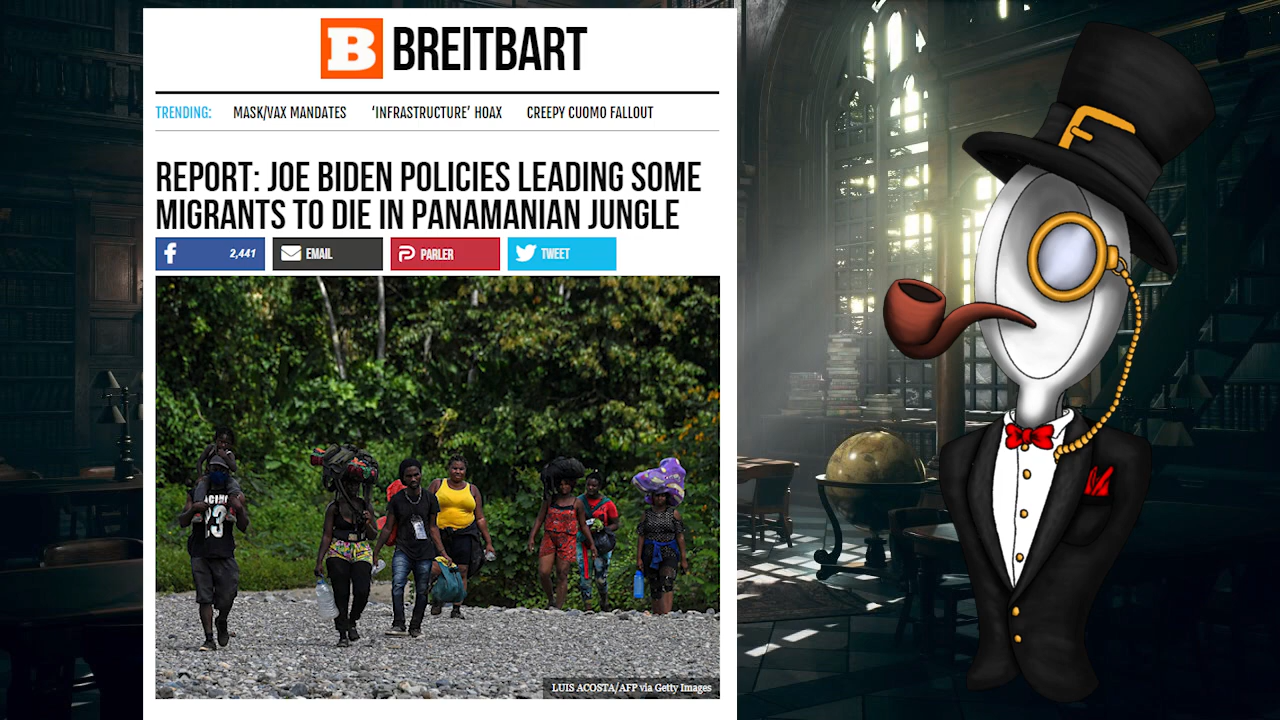 B BREITBART
TRENDING: MASK/VAX MANDATES ‘INFRASTRUCTURE’ HOAX CREEPY CUOMO FALLOUT
REPORT: JOE BIDEN POLICIES LEADING SOME
MIGRANTS TO DIE IN PANAMANIAN JUNGLE
f 2,441 EMAIL PARLER TWEET
23
LUIS ACOSTA/AFP via Getty Images
F